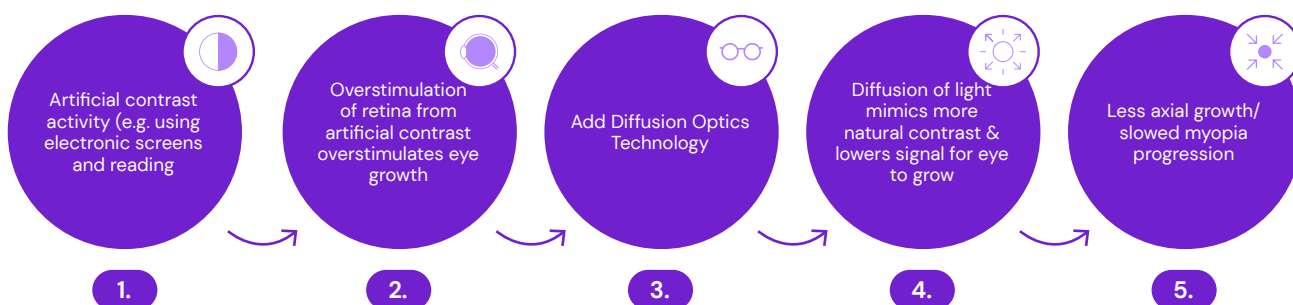 Artificial contrast
activity (e.g. using
electronic screens
and reading
Overstimulation
of retina from
artificial contrast
overstimulates eye
growth
Add Diffusion Optics
Technology
Diffusion of light
mimics more
natural contrast &
lowers signal for eye
to grow
Less axial growth/
slowed myopia
progression
1.
2.
3.
4.
5.